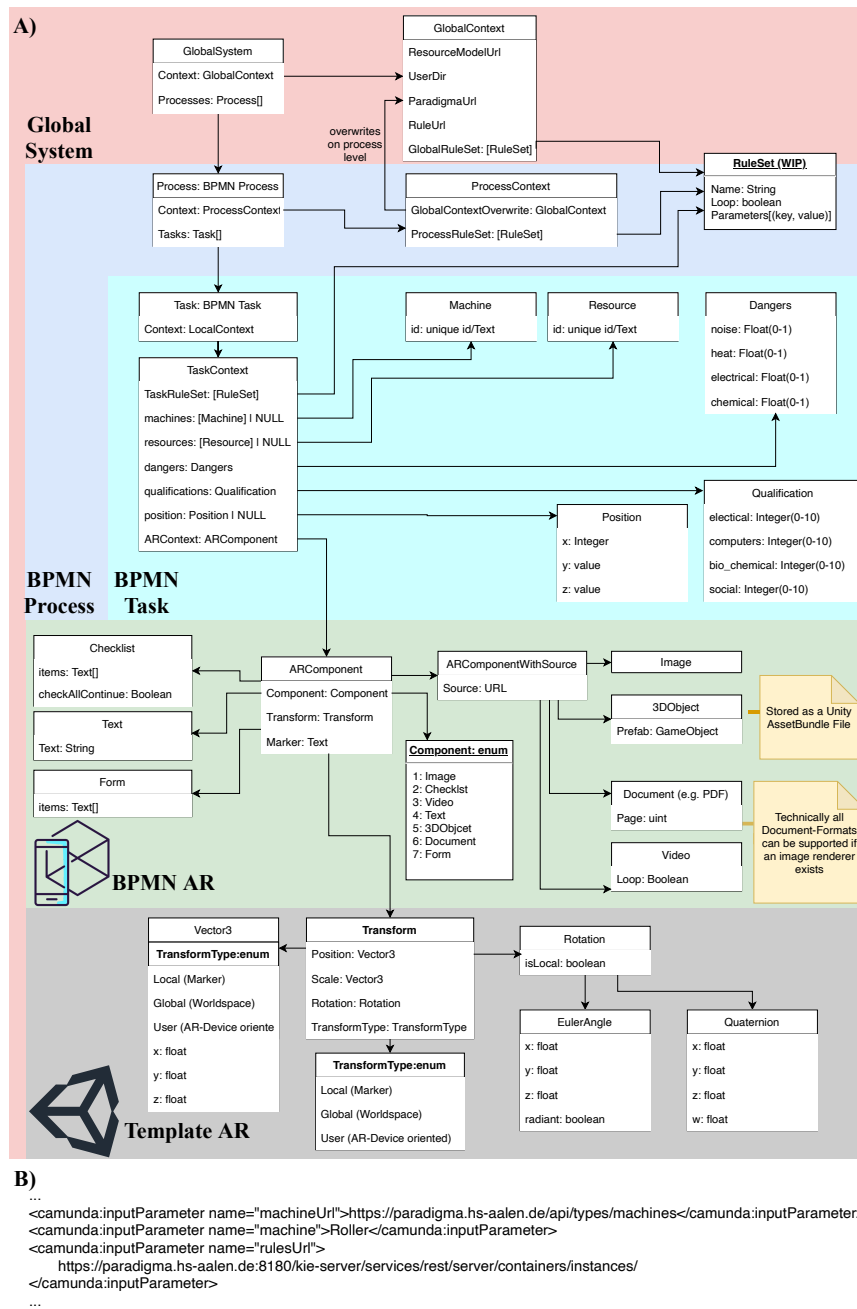 A)
GlobalContext
ResourceModelUrl
UserDir
ParadigmaUrl
RuleUrl
GlobalRuleSet: [RuleSet]
GlobalSystem
Context: GlobalContext
Processes: Process[]
Global
System
overwrites
on process
level
RuleSet (WIP)
Name: String
Loop: boolean
Parameters[(key, value)]
Process: BPMN Process
Context: ProcessContext
Tasks: Task[]
ProcessContext
GlobalContextOverwrite: GlobalContext
ProcessRuleSet: [RuleSet]
Task: BPMN Task
Context: LocalContext
Machine
id: unique id/Text
Resource
id: unique id/Text
Dangers
noise: Float(0-1)
heat: Float(0-1)
electrical: Float(0-1)
chemical: Float(0-1)
TaskContext
TaskRuleSet: [RuleSet]
machines: [Machine] | NULL
resources: [Resource] | NULL
dangers: Dangers
qualifications: Qualification
position: Position | NULL
ARContext: ARComponent
Position
x: Integer
y: value
z: value
Qualification
electical: Integer(0-10)
computers: Integer(0-10)
bio_chemical: Integer(0-10)
social: Integer(0-10)
BPMN
Process
BPMN
Task
Checklist
items: Text[]
checkAllContinue: Boolean
Text
Text: String
Form
items: Text[]
ARComponent
Component: Component
Transform: Transform
Marker: Text
ARComponentWithSource
Source: URL
Image
3DObject
Prefab: GameObject
Stored as a Unity
AssetBundle File
Component: enum
1: Image
2: Checklst
3: Video
4: Text
5: 3DObjcet
6: Document
7: Form
Document (e.g. PDF)
Page: uint
Technically all
Document-Formats
can be supported if
an image renderer
exists
Video
Loop: Boolean
BPMN AR
Vector3
TransformType:enum
Local (Marker)
Global (Worldspace)
User (AR-Device oriente
x: float
y: float
z: float
Transform
Position: Vector3
Scale: Vector3
Rotation: Rotation
TransformType: TransformType
TransformType:enum
Local (Marker)
Global (Worldspace)
User (AR-Device oriented)
Rotation
isLocal: boolean
EulerAngle
x: float
y: float
z: float
radiant: boolean
Quaternion
x: float
y: float
z: float
w: float
Template AR
B)
...
<camunda:inputParameter name="machineUrl">https://paradigma.hs-aalen.de/api/types/machines</camunda:inputParameter>
<camunda:inputParameter name="machine">Roller</camunda:inputParameter>
<camunda:inputParameter name="rulesUrl">
https://paradigma.hs-aalen.de:8180/kie-server/services/rest/server/containers/instances/
</camunda:inputParameter>
...